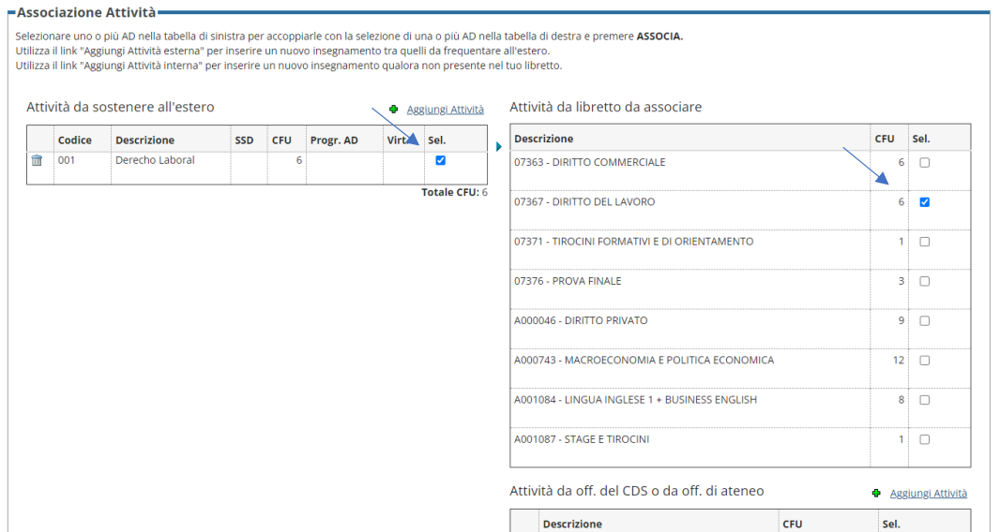 Associazione Attività
Selezionare uno o più AD nella tabella di sinistra per accoppiarle con la selezione di una o più AD nella tabella di destra e premere ASSOCIA.
Utilizza il link "Aggiungi Attività esterna" per inserire un nuovo insegnamento tra quelli da frequentare all'estero.
Utilizza il link "Aggiungi Attività interna" per inserire un nuovo insegnamento qualora non presente nel tuo libretto.
Attività da sostenere all'estero
Aggiungi Attività
Codice Descrizione SSD CFU Progr. AD Sel.
001 Derecho Laboral 6
Totale CFU: 6
Attività da libretto da associare
Descrizione CFU Sel.
07363 - DIRITTO COMMERCIALE 6
07367 - DIRITTO DEL LAVORO 6
07371 - TIROCINI FORMATIVI E DI ORIENTAMENTO 1
07376 - PROVA FINALE 3
A000046 - DIRITTO PRIVATO 9
A000743 - MACROECONOMIA E POLITICA ECONOMICA 12
A001084 - LINGUA INGLESE 1 + BUSINESS ENGLISH 8
A001087 - STAGE E TIROCINI 1
Attività da off. del CDS o da off. di ateneo
Aggiungi Attività
Descrizione CFU Sel.